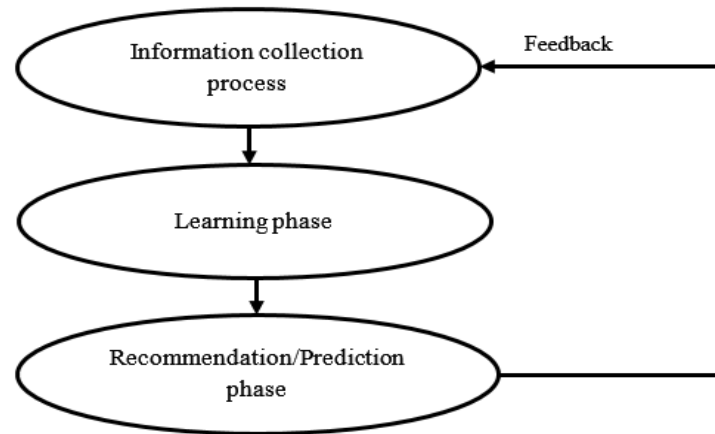 Information collection
process
Feedback
Learning phase
Recommendation/Prediction
phase